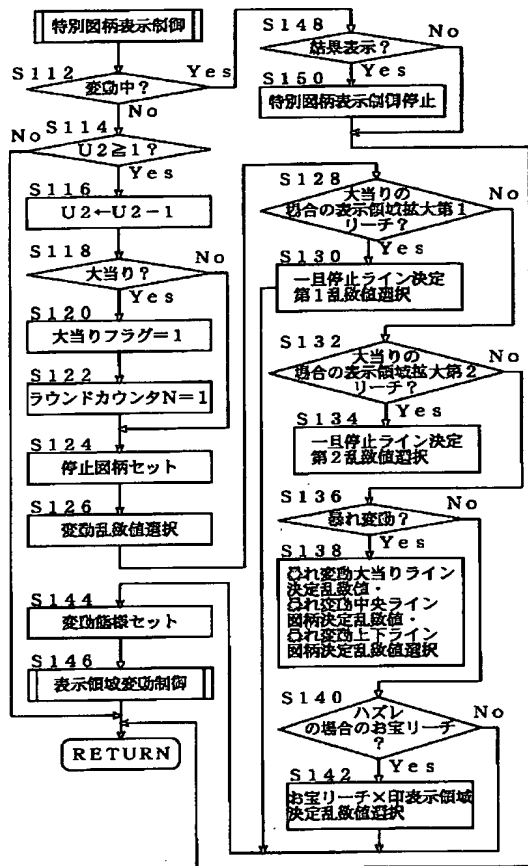 特別図柄表示制御
S112
変動中？
Yes
No
S114
U2≧1？
No
Yes
S116
U2←U2－1
S118
大当り？
No
Yes
S120
大当りフラグ＝1
S122
ラウンドカウンタN＝1
S124
停止図柄セット
S126
変動乱数値選択
S144
変動態様セット
S146
表示領域変動制御
RETURN
S148
結果表示？
No
Yes
S150
特別図柄表示制御停止
S128
大当りの
場合の表示領域拡大第1
リーチ？
No
Yes
S130
一旦停止ライン決定
第1乱数値選択
S132
大当りの
場合の表示領域拡大第2
リーチ？
No
Yes
S134
一旦停止ライン決定
第2乱数値選択
S136
暴れ変動？
No
Yes
S138
暴れ変動大当りライン
決定乱数値・
暴れ変動中央ライン
図柄決定乱数値・
暴れ変動上下ライン
図柄決定乱数値選択
S140
ハズレ
の場合のお宝リーチ
？
No
Yes
S142
お宝リーチ×印表示領域
決定乱数値選択